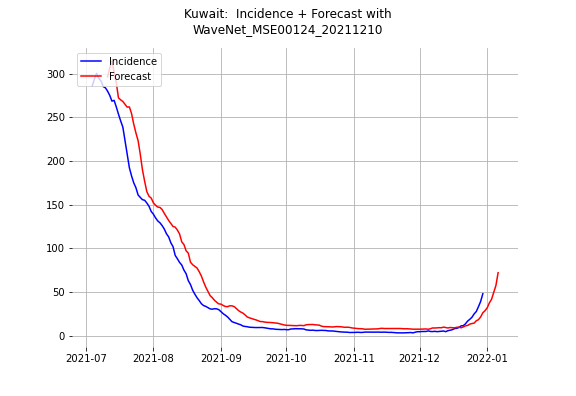 Kuwait:  Incidence + Forecast with
WaveNet_MSE00124_20211210
Incidence
Forecast
300
250
200
150
100
50
0
2021-07 2021-08 2021-09 2021-10 2021-11 2021-12 2022-01